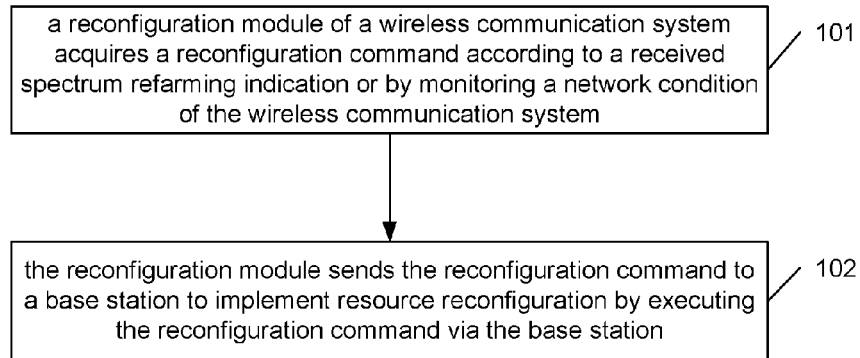 a reconfiguration module of a wireless communication system
acquires a reconfiguration command according to a received
spectrum refarming indication or by monitoring a network condition
of the wireless communication system
101
the reconfiguration module sends the reconfiguration command to
a base station to implement resource reconfiguration by executing
the reconfiguration command via the base station
102